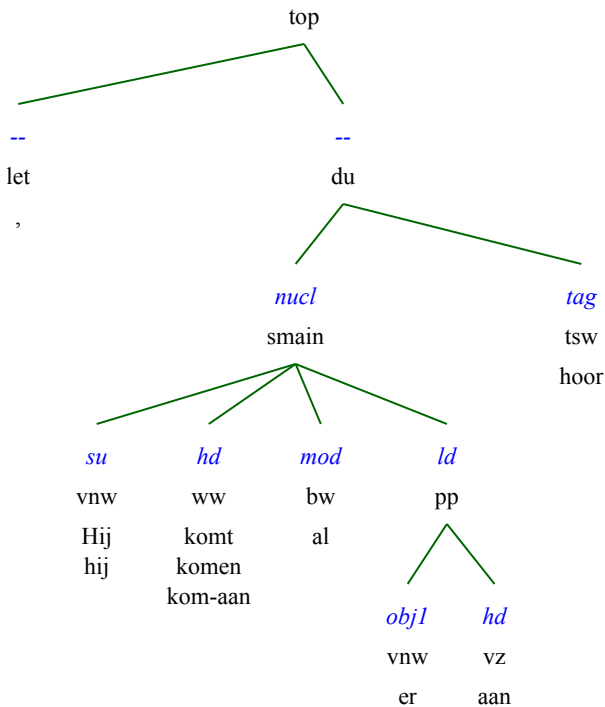 top
-- --
let du
,
nucl tag
smain tsw
hoor
su hd mod ld
vnw ww bw pp
Hij komt al
hij komen
kom-aan
obj1 hd
vnw vz
er aan